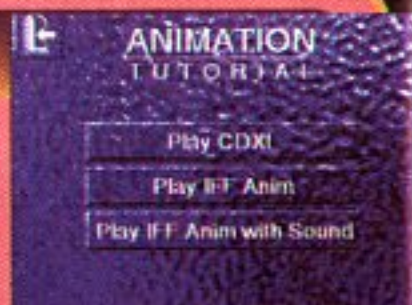 ANIMATION
TUTORIAL
Play CDXL
Play IFF Anim
Play IFF Anim with Sound